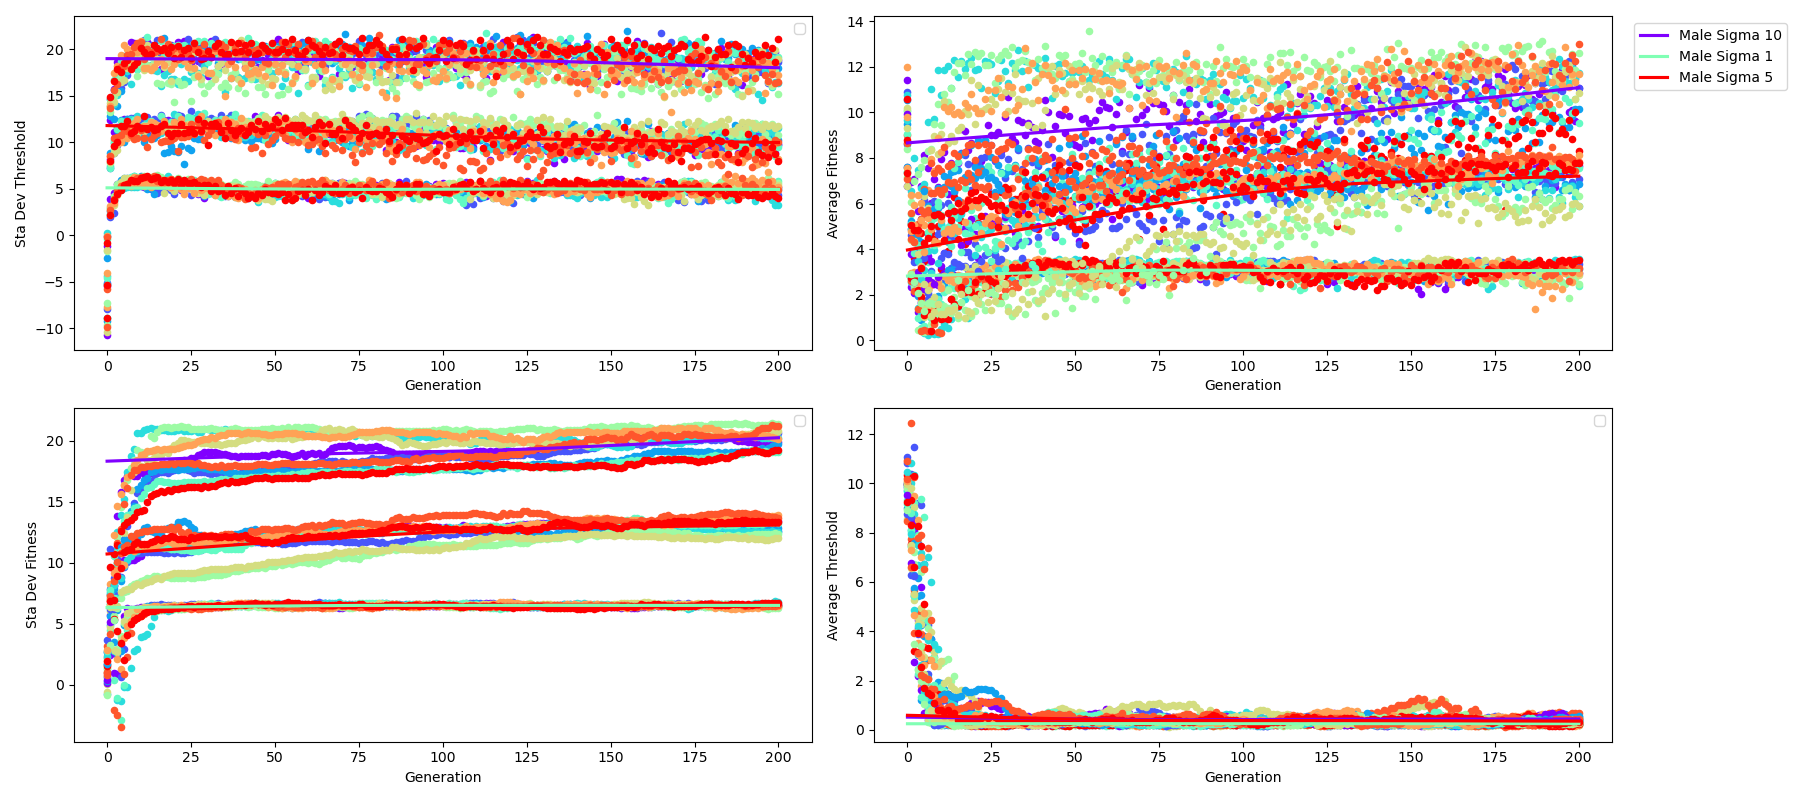 Sta Dev Threshold
20
15
10
5
0
−5
−10
0 25 50 75 100 125 150 175 200
Generation
Average Fitness
14
12
10
8
6
4
2
0
0 25 50 75 100 125 150 175 200
Generation
Male Sigma 10
Male Sigma 1
Male Sigma 5
Sta Dev Fitness
20
15
10
5
0
0 25 50 75 100 125 150 175 200
Generation
Average Threshold
12
10
8
6
4
2
0
0 25 50 75 100 125 150 175 200
Generation